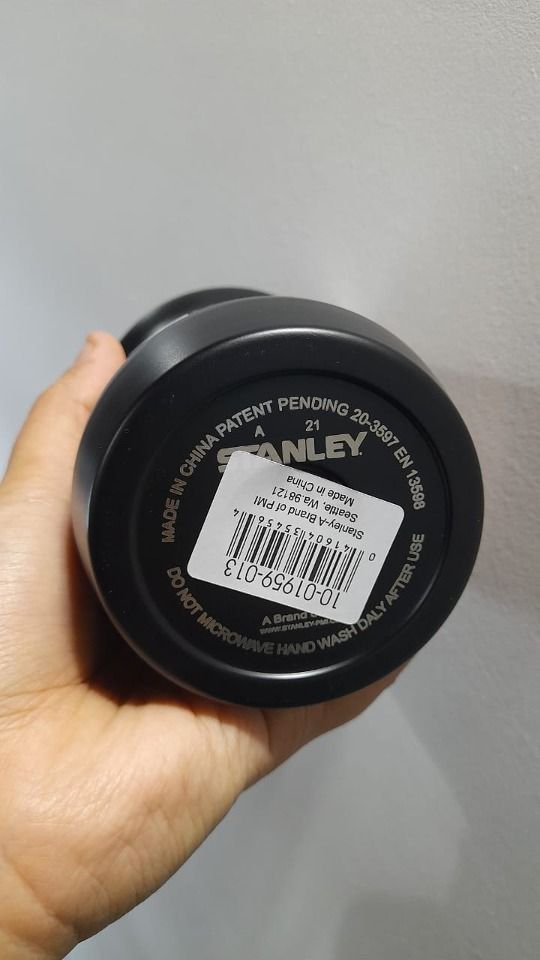 MADE IN CHINA PATENT PENDING 20-3597 EN 13598
A 21
STANLEY
10-01959-013
0 41604 35456 4
Stanley-A Brand of PMI
Seattle, Wa.98121
Made in China
A Brand
WWW.STANLEY-PMI
DO NOT MICROWAVE HAND WASH DALY AFTER USE